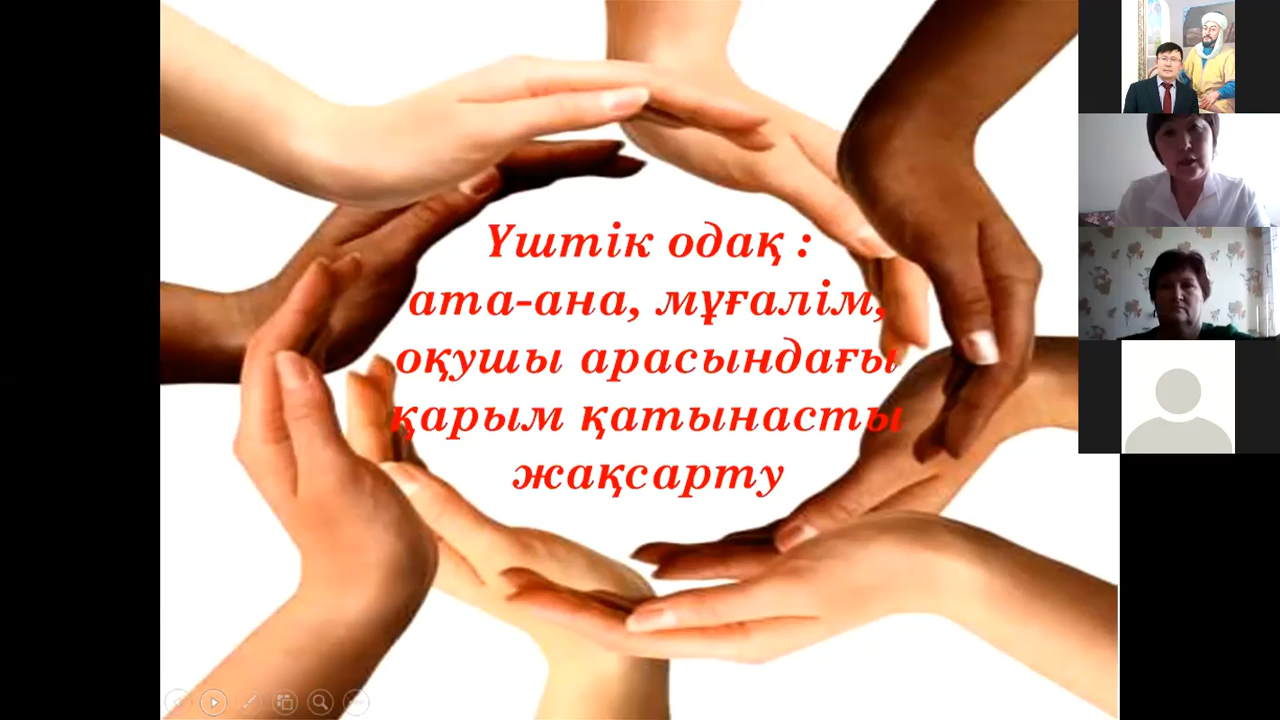 Үштік одақ :
ата-ана, мұғалім,
оқушы арасындағы
қарым қатынасты
жақсарту